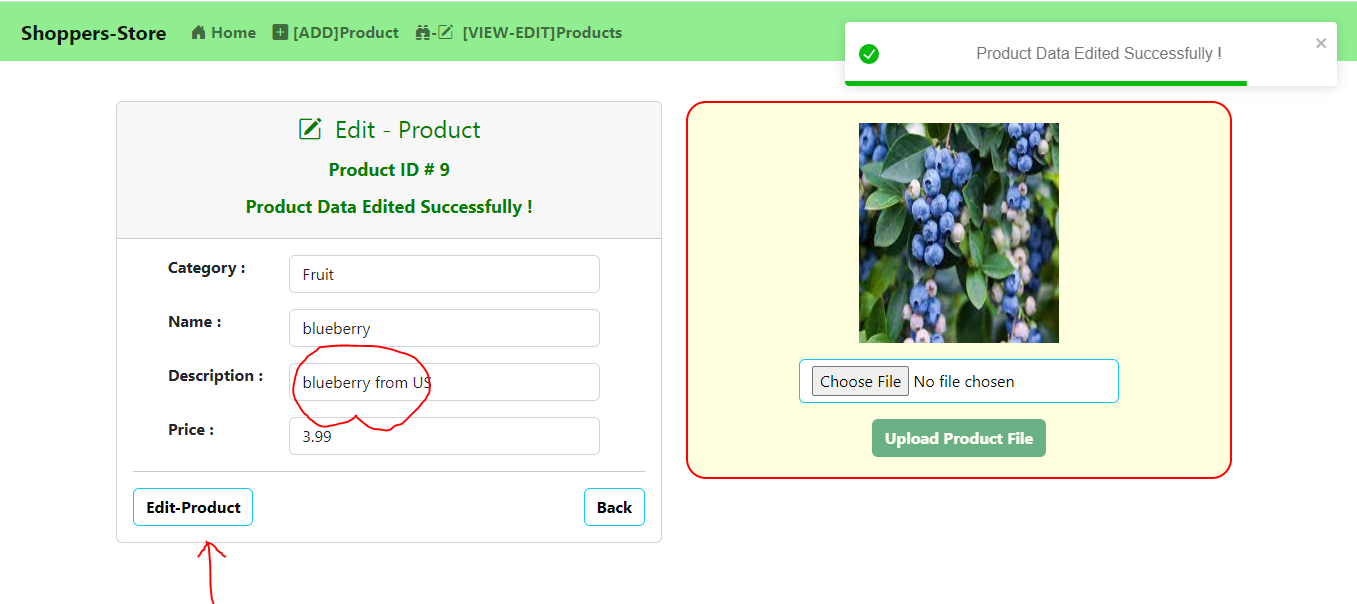 Shoppers-Store Home [ADD]Product - [VIEW-EDIT]Products
Product Data Edited Successfully !
Edit - Product
Product ID # 9
Product Data Edited Successfully !
Category : Fruit
Name : blueberry
Description : blueberry from US
Price : 3.99
Edit-Product Back
Choose File No file chosen
Upload Product File